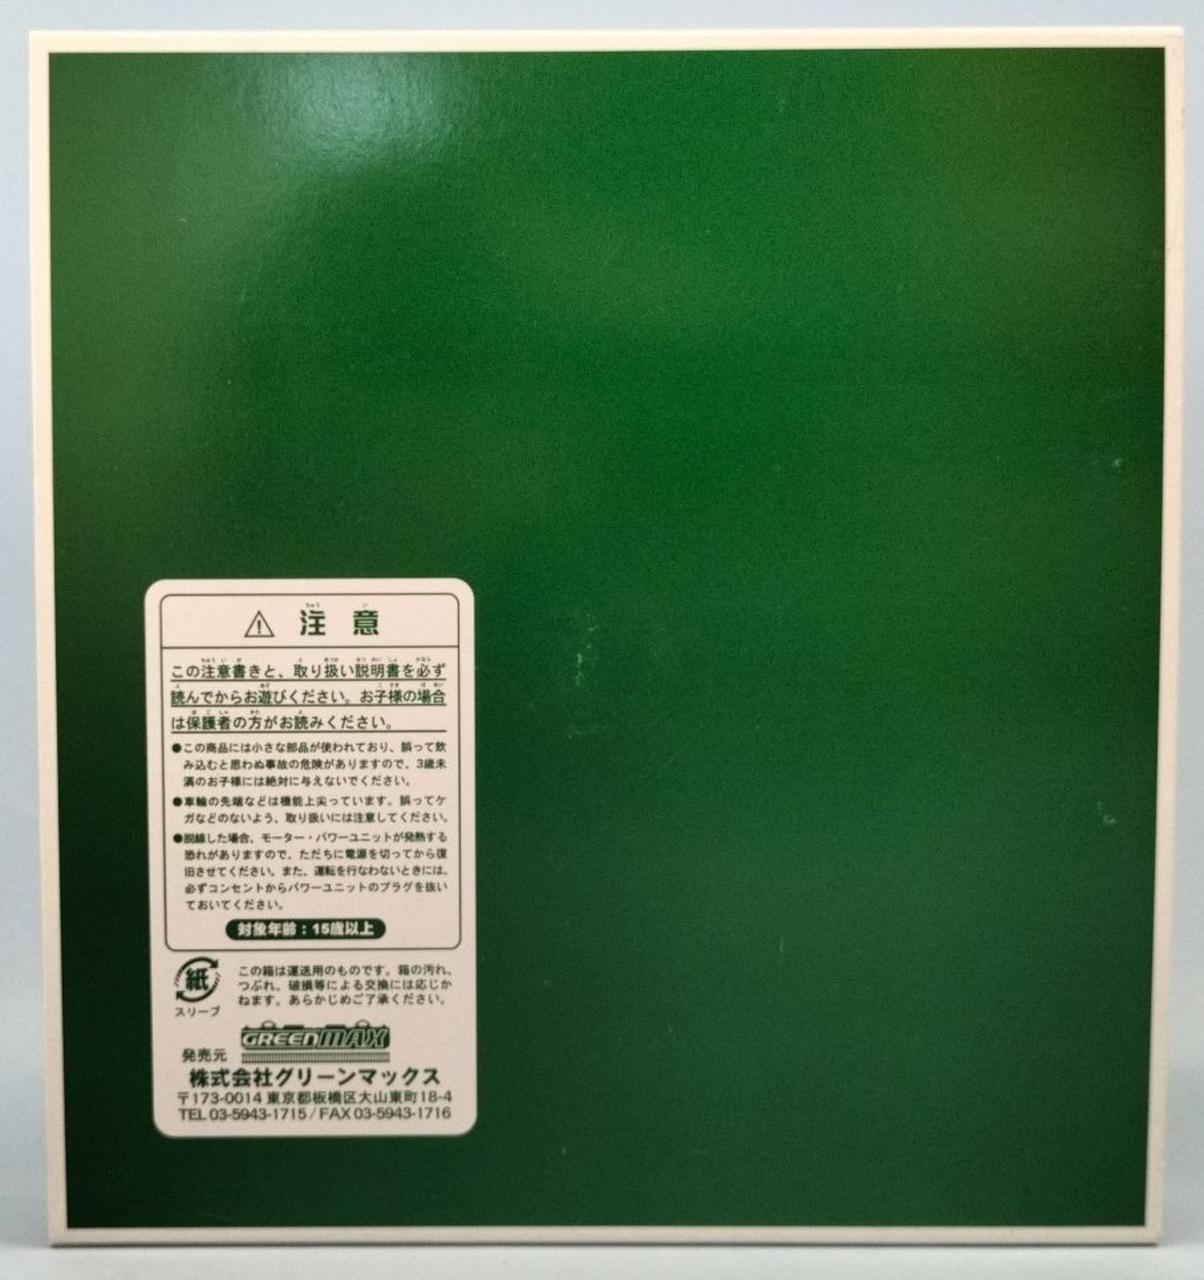 ⚠ 注意
この注意書きと、取り扱い説明書を必ず
読んでからお遊びください。お子様の場合
は保護者の方がお読みください。
●この商品には小さな部品が使われており、誤って飲
み込むと思わぬ事故の危険がありますので、3歳未
満のお子様には絶対に与えないでください。
●車輪の先端などは機能上尖っています。誤ってケ
ガなどのないよう、取り扱いには注意してください。
●脱線した場合、モーター・パワーユニットが発熱する
恐れがありますので、ただちに電源を切ってから復
旧させてください。また、運転を行なわないときには、
必ずコンセントからパワーユニットのプラグを抜い
ておいてください。
対象年齢：15歳以上
紙
スリーブ
この箱は運送用のものです。箱の汚れ、
つぶれ、破損等による交換には応じか
ねます。あらかじめご了承ください。
発売元 GREENMAX
株式会社グリーンマックス
〒173-0014 東京都板橋区大山東町18-4
TEL 03-5943-1715 / FAX 03-5943-1716